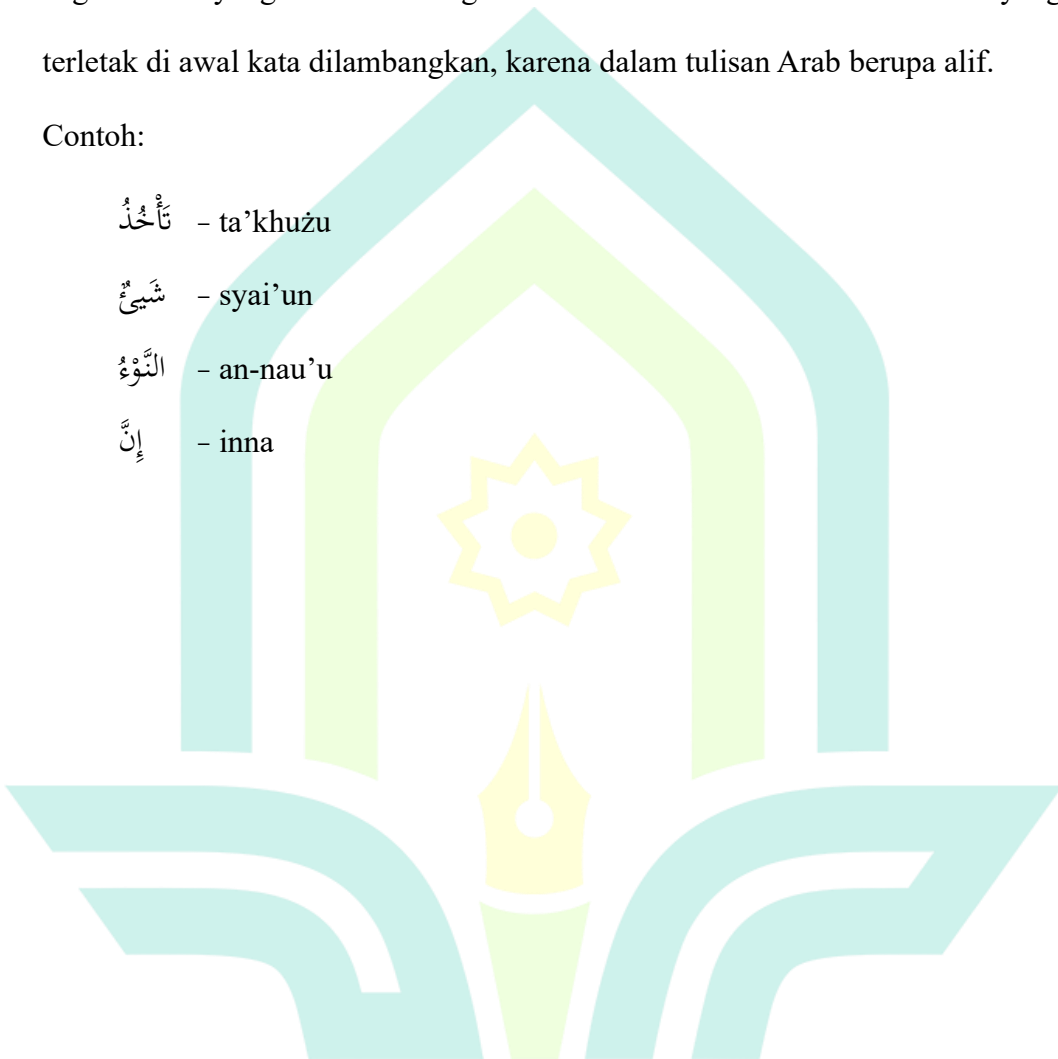 terletak di awal kata dilambangkan, karena dalam tulisan Arab berupa alif.
Contoh:
تَأْخُذُ – ta’khużu
شَيئٌ – syai’un
النَّوْءُ – an-nau’u
إِنَّ – inna